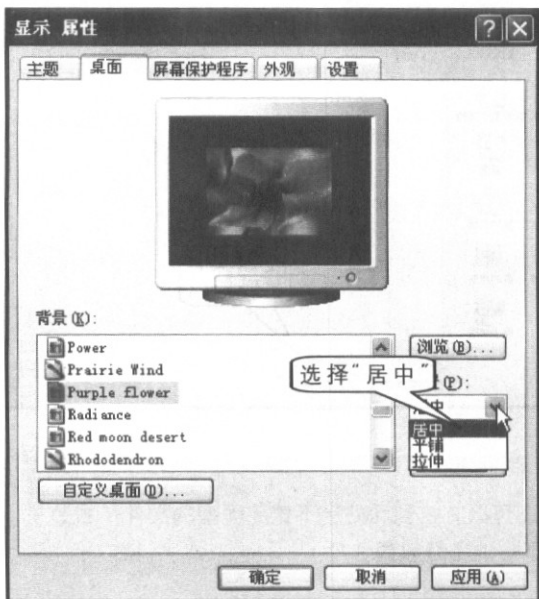 显示 属性
主题 桌面 屏幕保护程序 外观 设置
背景(K):
Power
Prairie Wind
Purple flower
Radiance
Red moon desert
Rhododendron
浏览(B)...
选择“居中”
(P):
居中
居中
平铺
拉伸
自定义桌面(D)...
确定 取消 应用(A)